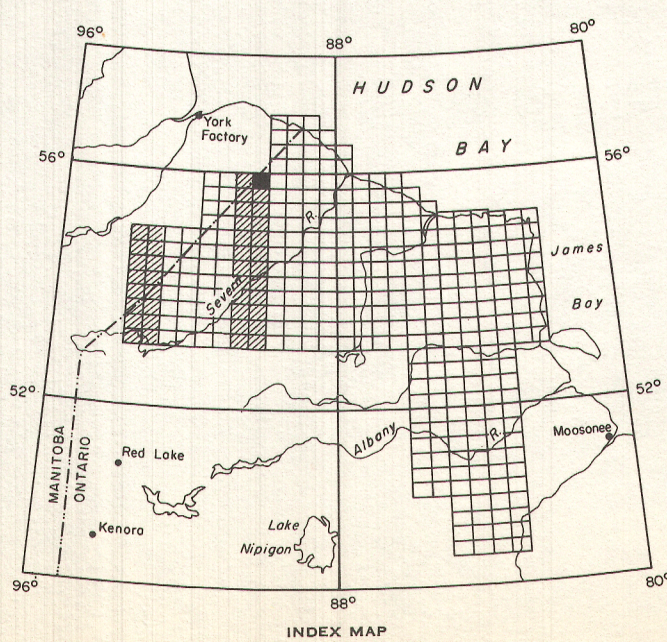 96°
88°
80°
HUDSON
BAY
York
Factory
56°
56°
R.
Severn
James
Bay
52°
52°
MANITOBA
ONTARIO
Red Lake
Albany
R.
Moosonee
Kenora
Lake
Nipigon
96°
88°
80°
INDEX MAP